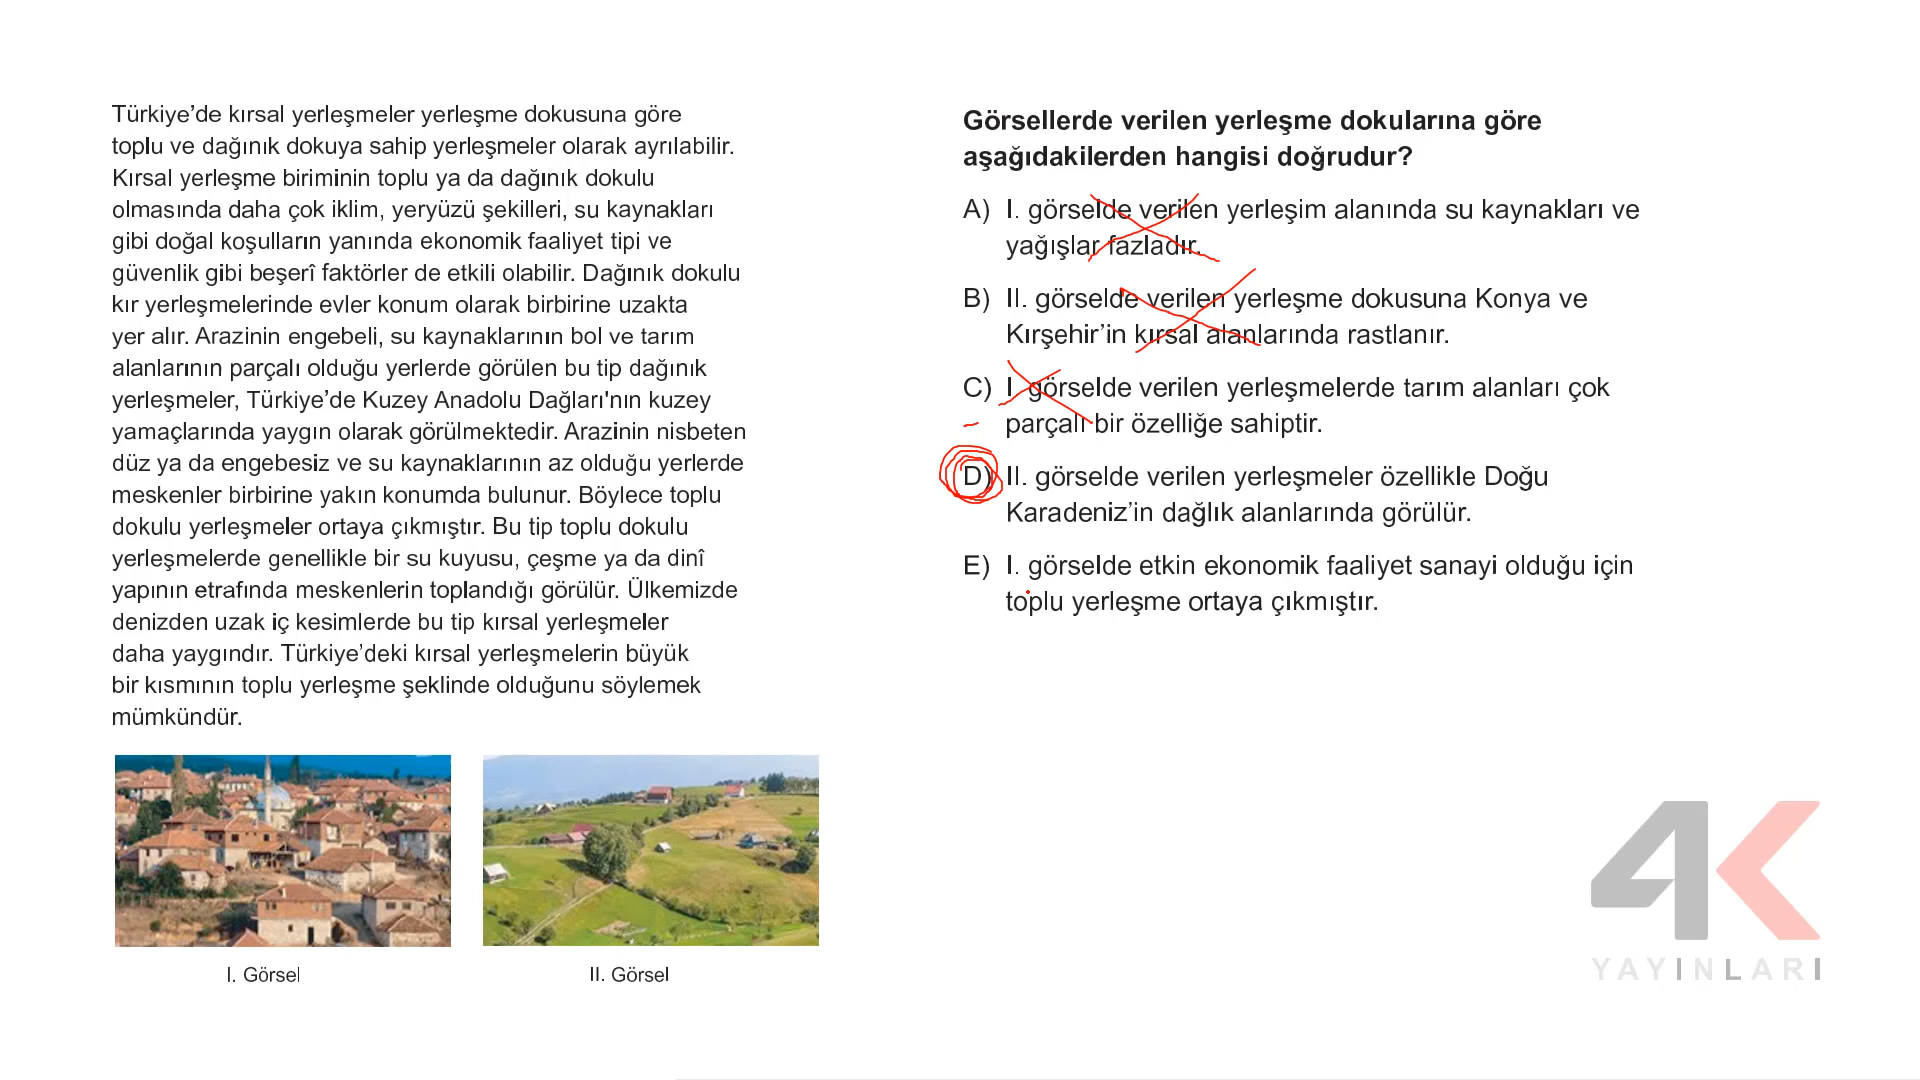 Türkiye’de kırsal yerleşmeler yerleşme dokusuna göre
toplu ve dağınık dokuya sahip yerleşmeler olarak ayrılabilir.
Kırsal yerleşme biriminin toplu ya da dağınık dokulu
olmasında daha çok iklim, yeryüzü şekilleri, su kaynakları
gibi doğal koşulların yanında ekonomik faaliyet tipi ve
güvenlik gibi beşerî faktörler de etkili olabilir. Dağınık dokulu
kır yerleşmelerinde evler konum olarak birbirine uzakta
yer alır. Arazinin engebeli, su kaynaklarının bol ve tarım
alanlarının parçalı olduğu yerlerde görülen bu tip dağınık
yerleşmeler, Türkiye’de Kuzey Anadolu Dağları'nın kuzey
yamaçlarında yaygın olarak görülmektedir. Arazinin nisbeten
düz ya da engebesiz ve su kaynaklarının az olduğu yerlerde
meskenler birbirine yakın konumda bulunur. Böylece toplu
dokulu yerleşmeler ortaya çıkmıştır. Bu tip toplu dokulu
yerleşmelerde genellikle bir su kuyusu, çeşme ya da dinî
yapının etrafında meskenlerin toplandığı görülür. Ülkemizde
denizden uzak iç kesimlerde bu tip kırsal yerleşmeler
daha yaygındır. Türkiye’deki kırsal yerleşmelerin büyük
bir kısmının toplu yerleşme şeklinde olduğunu söylemek
mümkündür.
I. Görsel
II. Görsel
Görsellerde verilen yerleşme dokularına göre
aşağıdakilerden hangisi doğrudur?
A) I. görselde verilen yerleşim alanında su kaynakları ve
yağışlar fazladır.
B) II. görselde verilen yerleşme dokusuna Konya ve
Kırşehir’in kırsal alanlarında rastlanır.
C) I. görselde verilen yerleşmelerde tarım alanları çok
parçalı bir özelliğe sahiptir.
D) II. görselde verilen yerleşmeler özellikle Doğu
Karadeniz’in dağlık alanlarında görülür.
E) I. görselde etkin ekonomik faaliyet sanayi olduğu için
toplu yerleşme ortaya çıkmıştır.
4K
YAYINLARI